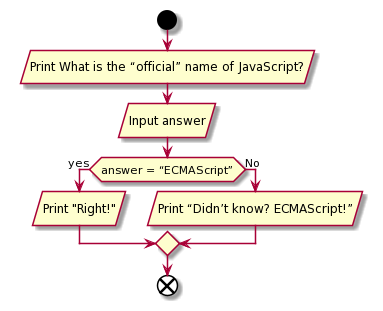 Print What is the “official” name of JavaScript?
Input answer
yes
answer = “ECMAScript”
No
Print "Right!"
Print “Didn’t know? ECMAScript!”